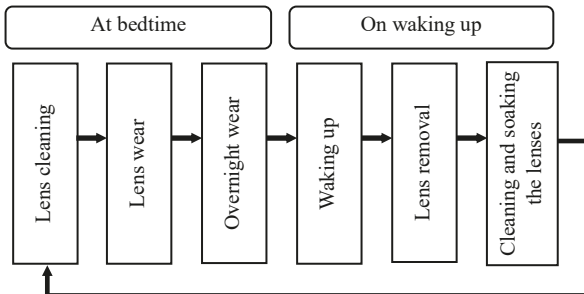 At bedtime
On waking up
Lens cleaning
Lens wear
Overnight wear
Waking up
Lens removal
Cleaning and soaking
the lenses